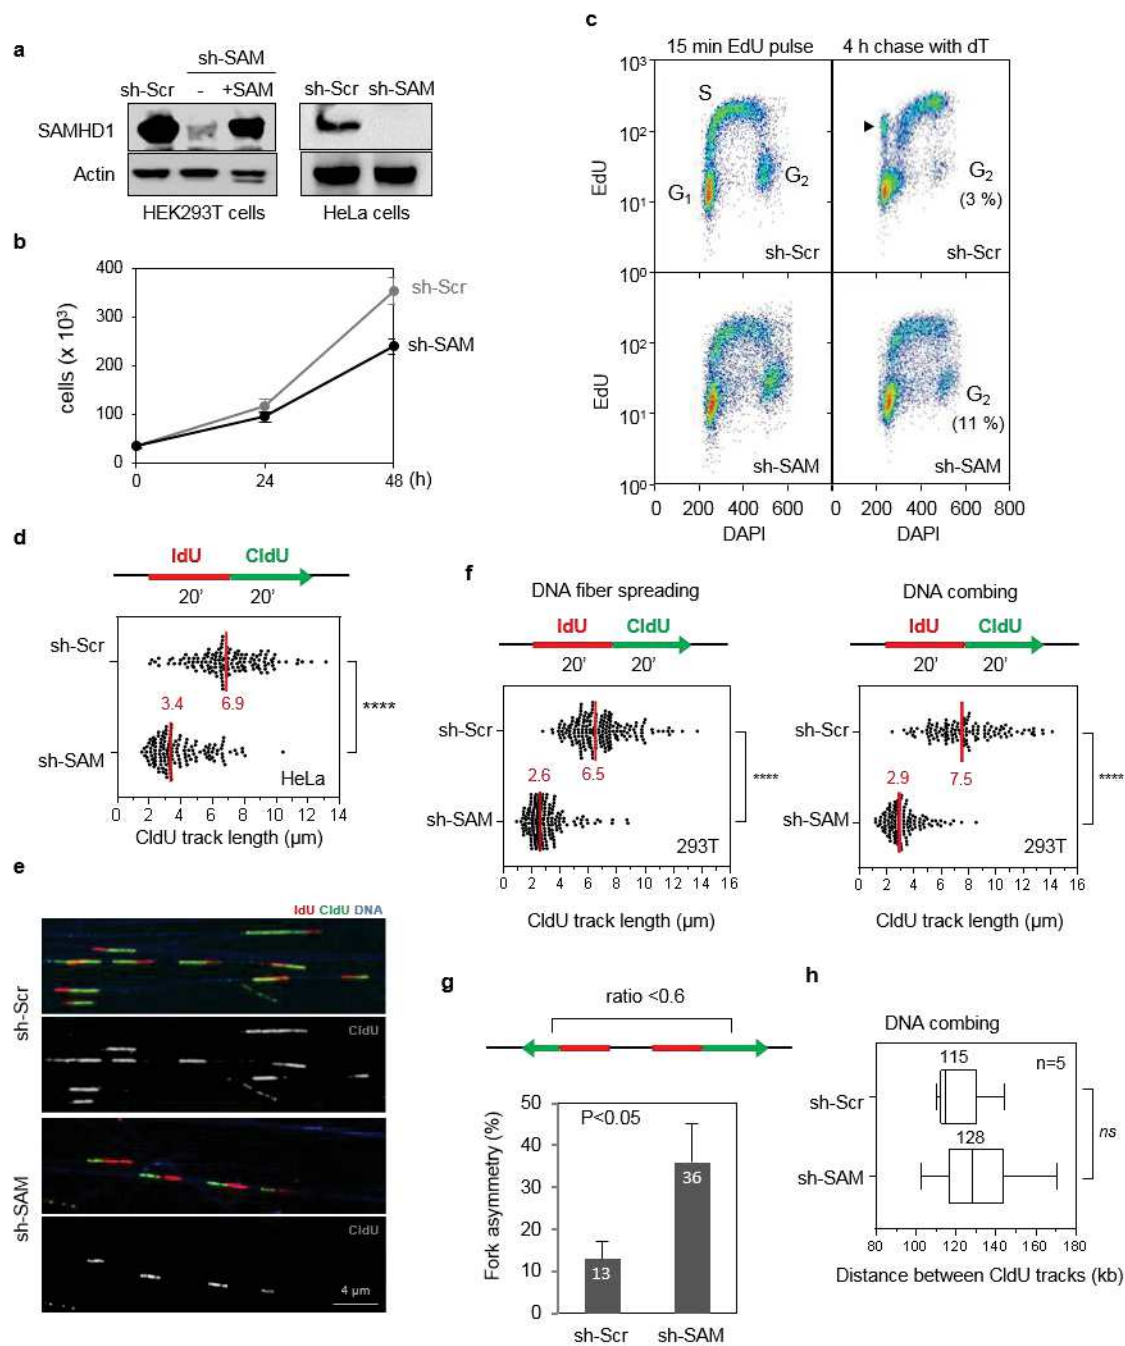 a
sh-SAM
sh-Scr - +SAM
sh-Scr sh-SAM
SAMHD1
Actin
HEK293T cells
HeLa cells
b
400
300
200
100
0
cells (x 10³)
sh-Scr
sh-SAM
0 24 48 (h)
c
15 min EdU pulse
4 h chase with dT
10³
10²
10¹
10⁰
EdU
S
G₁
G₂
sh-Scr
G₂
(3 %)
sh-Scr
10²
10¹
10⁰
EdU
sh-SAM
G₂
(11 %)
sh-SAM
0 200 400 600
0 200 400 600 800
DAPI
DAPI
d
IdU CldU
20' 20'
sh-Scr
3.4 6.9
sh-SAM
****
HeLa
0 2 4 6 8 10 12 14
CldU track length (µm)
e
IdU CldU DNA
sh-Scr
CldU
sh-SAM
CldU
4 µm
f
DNA fiber spreading
IdU CldU
20' 20'
sh-Scr
2.6 6.5
sh-SAM
****
293T
0 2 4 6 8 10 12 14 16
CldU track length (µm)
DNA combing
IdU CldU
20' 20'
sh-Scr
2.9 7.5
sh-SAM
****
293T
0 2 4 6 8 10 12 14 16
CldU track length (µm)
g
ratio <0.6
50
40
30
20
10
0
Fork asymmetry (%)
P<0.05
13
36
sh-Scr sh-SAM
h
DNA combing
115
n=5
sh-Scr
128
sh-SAM
ns
80 100 120 140 160 180
Distance between CldU tracks (kb)